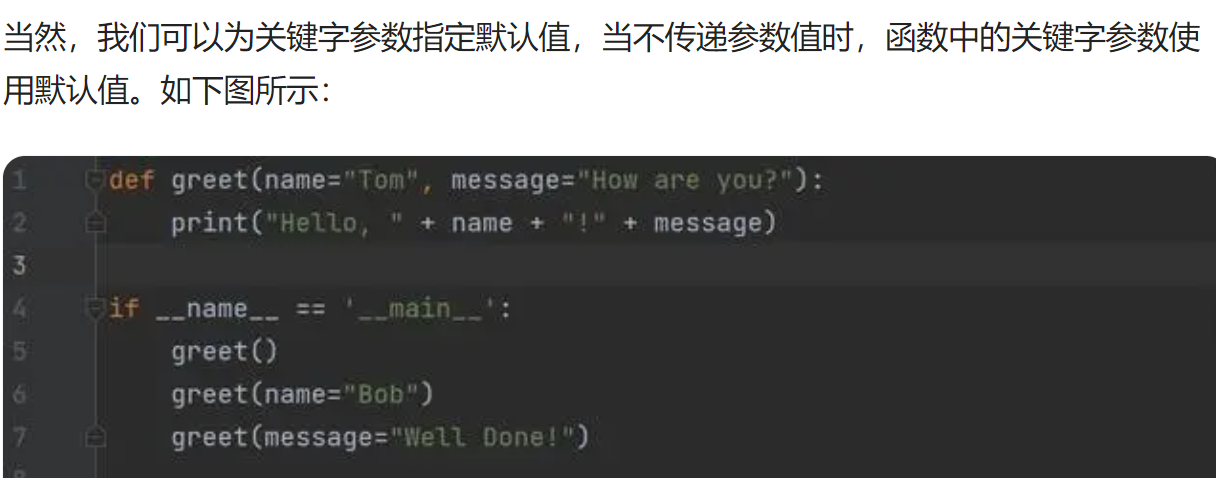 当然，我们可以为关键字参数指定默认值，当不传递参数值时，函数中的关键字参数使
用默认值。如下图所示：
1 def greet(name="Tom", message="How are you?"):
2     print("Hello, " + name + "!" + message)
3
4 if __name__ == '__main__':
5     greet()
6     greet(name="Bob")
7     greet(message="Well Done!")